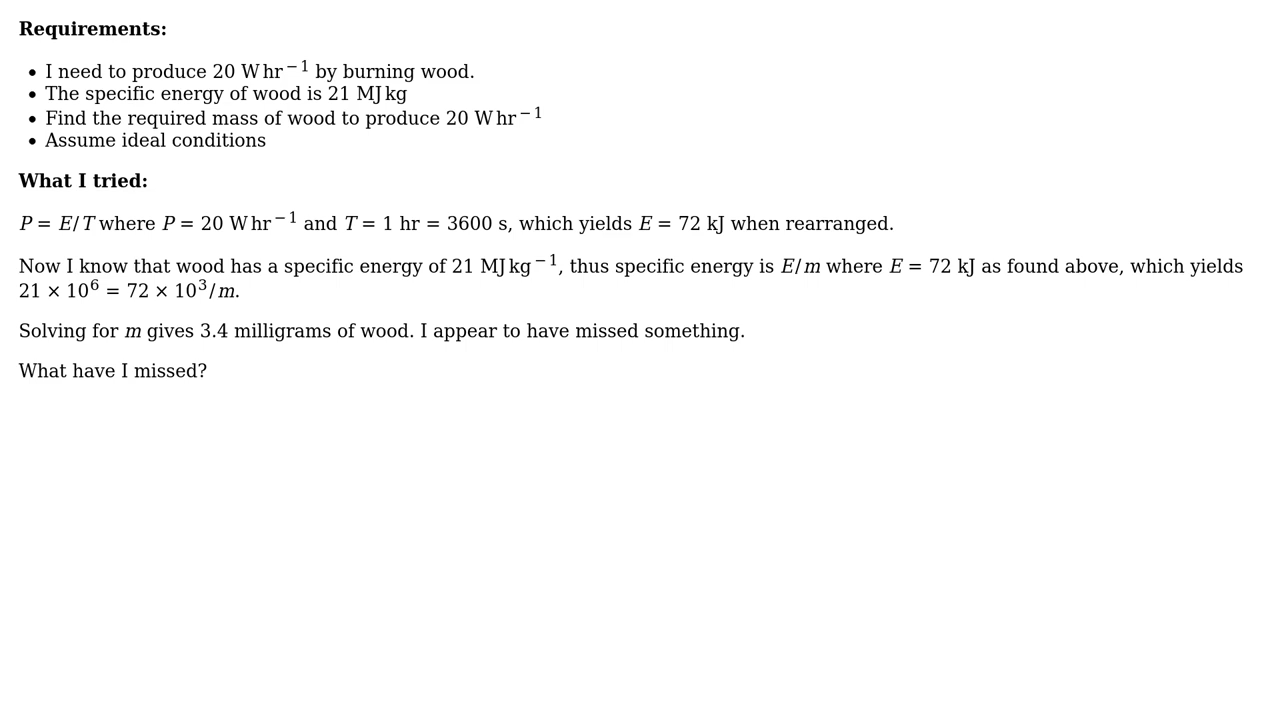 Requirements:
• I need to produce 20 W hr⁻¹ by burning wood.
• The specific energy of wood is 21 MJ kg
• Find the required mass of wood to produce 20 W hr⁻¹
• Assume ideal conditions
What I tried:
P = E/T where P = 20 W hr⁻¹ and T = 1 hr = 3600 s, which yields E = 72 kJ when rearranged.
Now I know that wood has a specific energy of 21 MJ kg⁻¹, thus specific energy is E/m where E = 72 kJ as found above, which yields
21 × 10⁶ = 72 × 10³/m.
Solving for m gives 3.4 milligrams of wood. I appear to have missed something.
What have I missed?